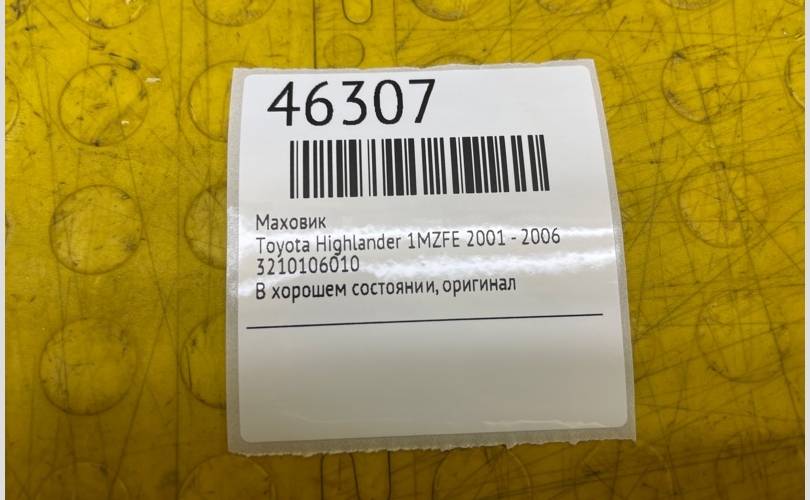 46307
Маховик
Toyota Highlander 1MZFE 2001 - 2006
3210106010
В хорошем состоянии, оригинал